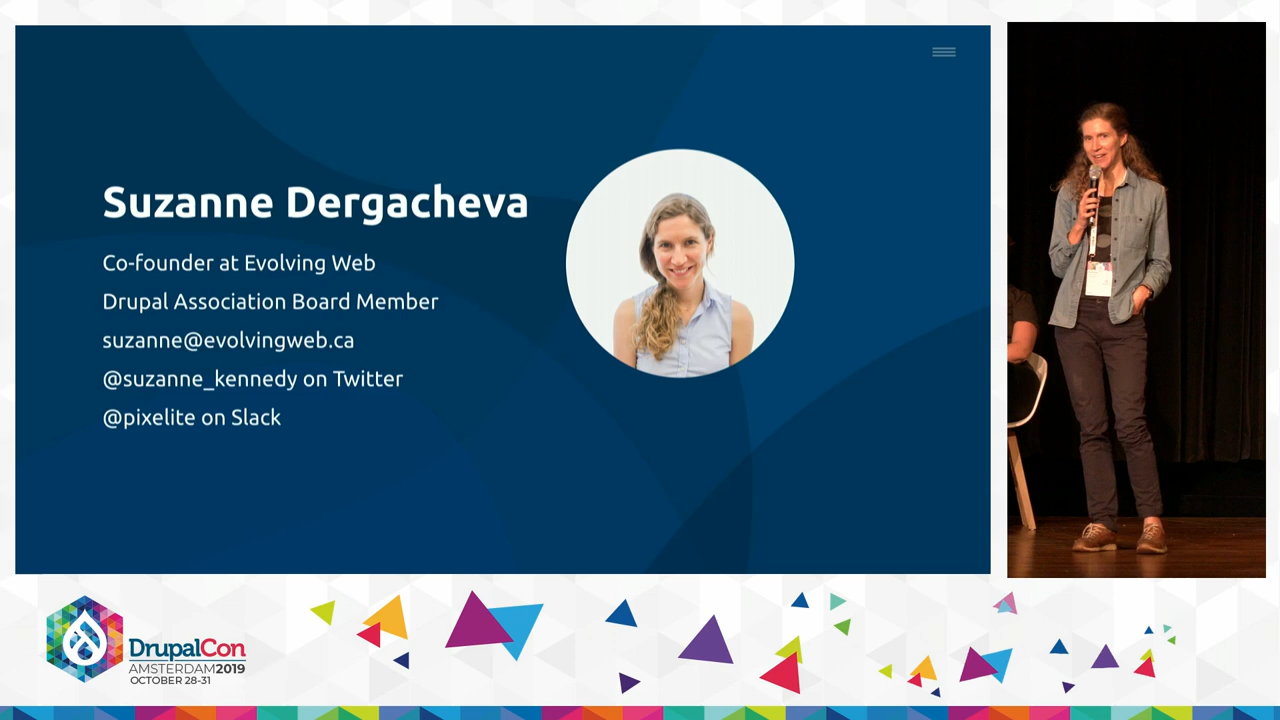 Suzanne Dergacheva
Co-founder at Evolving Web
Drupal Association Board Member
suzanne@evolvingweb.ca
@suzanne_kennedy on Twitter
@pixelite on Slack
DrupalCon
AMSTERDAM2019
OCTOBER 28-31